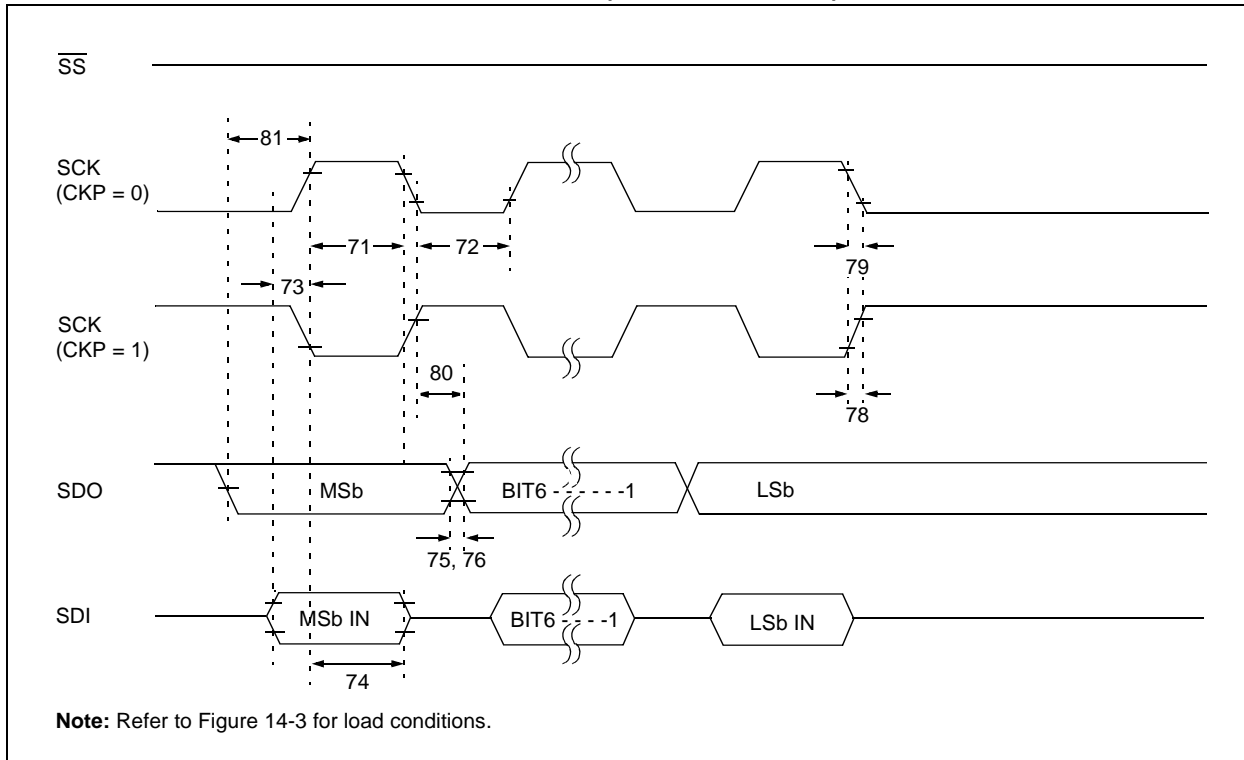 SS
81
SCK
(CKP = 0)
71
72
79
73
SCK
(CKP = 1)
80
78
SDO
MSb
BIT6 - - - - - -1
LSb
75, 76
SDI
MSb IN
BIT6 - - - -1
LSb IN
74
Note: Refer to Figure 14-3 for load conditions.